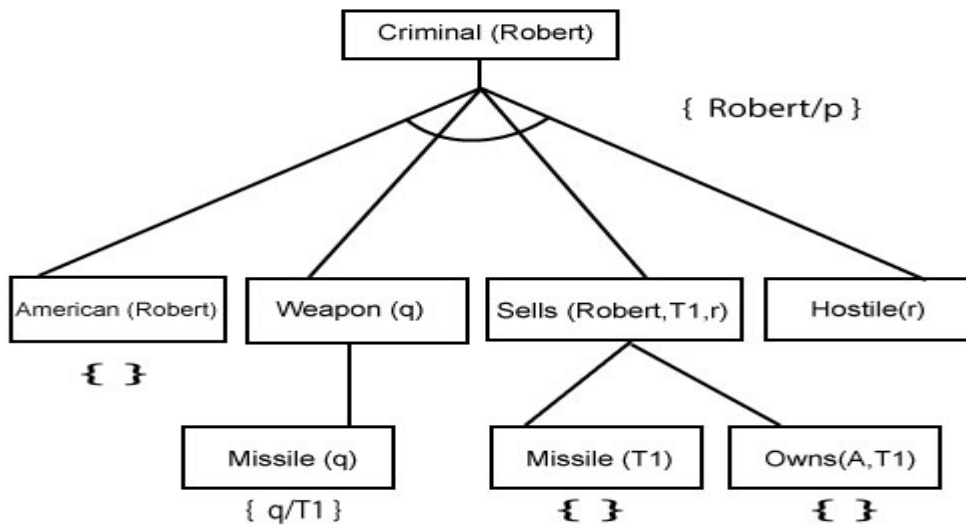 Criminal (Robert)
{ Robert/p }
American (Robert)
Weapon (q)
Sells (Robert,T1,r)
Hostile(r)
{ }
Missile (q)
Missile (T1)
Owns(A,T1)
{ q/T1 }
{ }
{ }